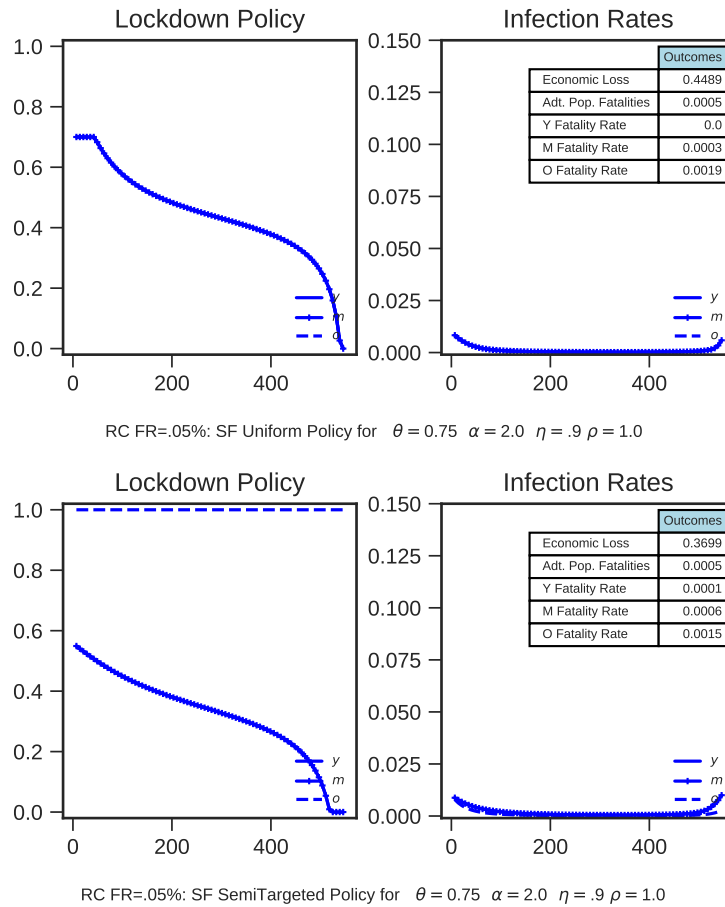 Lockdown Policy
Infection Rates
1.0
0.8
0.6
0.4
0.2
0.0
0
200
400
y
m
o
0.150
0.125
0.100
0.075
0.050
0.025
0.000
0
200
400
Outcomes
Economic Loss 0.4489
Adt. Pop. Fatalities 0.0005
Y Fatality Rate 0.0
M Fatality Rate 0.0003
O Fatality Rate 0.0019
y
m
o
RC FR=.05%: SF Uniform Policy for θ = 0.75 α = 2.0 η = .9 ρ = 1.0
Lockdown Policy
Infection Rates
1.0
0.8
0.6
0.4
0.2
0.0
0
200
400
y
m
o
0.150
0.125
0.100
0.075
0.050
0.025
0.000
0
200
400
Outcomes
Economic Loss 0.3699
Adt. Pop. Fatalities 0.0005
Y Fatality Rate 0.0001
M Fatality Rate 0.0006
O Fatality Rate 0.0015
y
m
o
RC FR=.05%: SF SemiTargeted Policy for θ = 0.75 α = 2.0 η = .9 ρ = 1.0